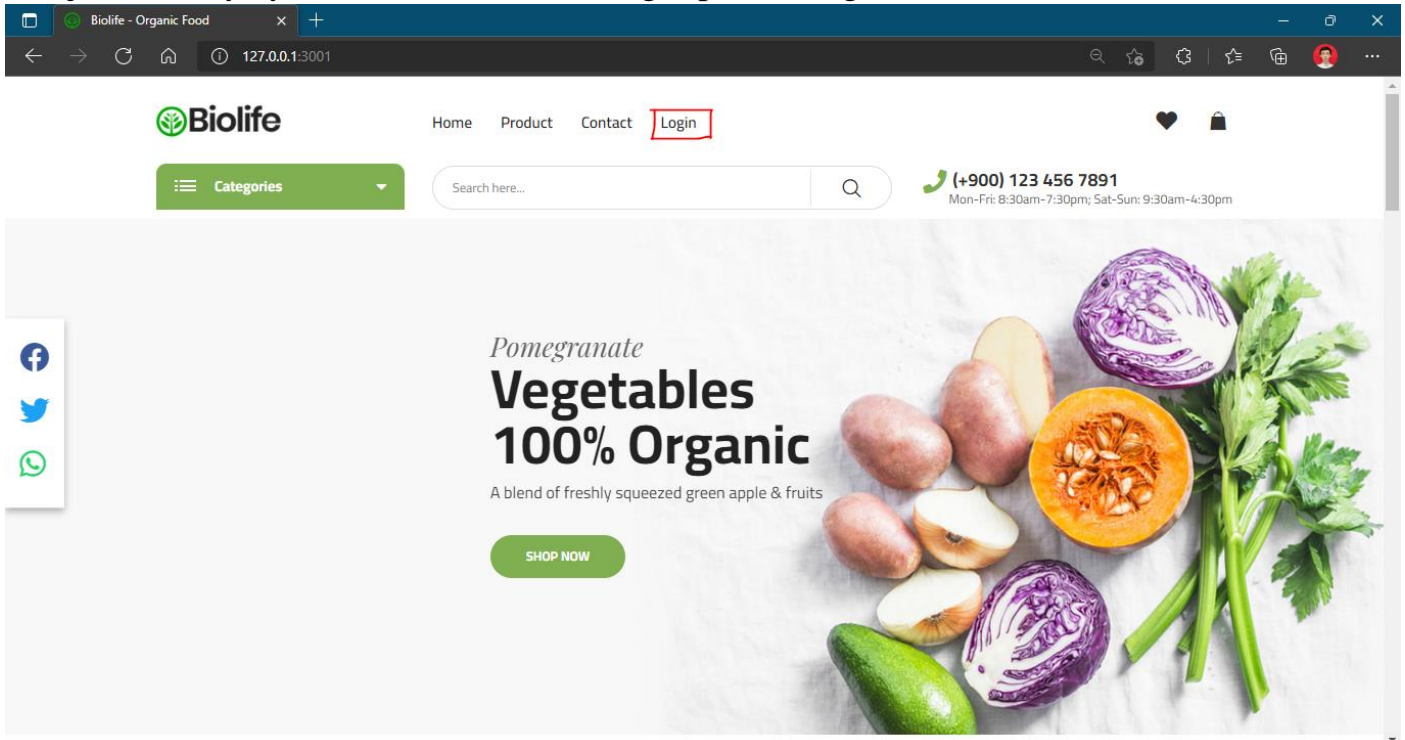 Biolife - Organic Food
127.0.0.1:3001
Biolife
Home Product Contact Login
Categories
Search here...
(+900) 123 456 7891
Mon-Fri: 8:30am-7:30pm; Sat-Sun: 9:30am-4:30pm
Pomegranate
Vegetables
100% Organic
A blend of freshly squeezed green apple & fruits
SHOP NOW